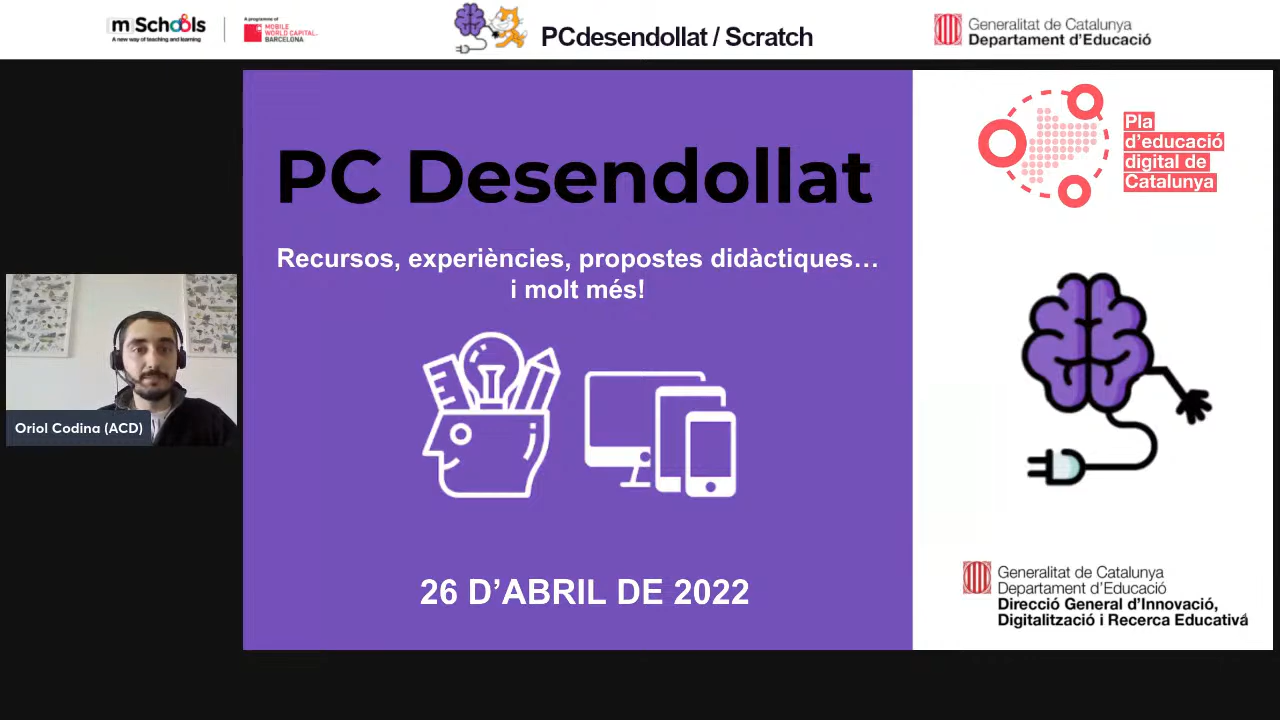 mSchools
A new way of teaching and learning
A programme of
MOBILE
WORLD CAPITAL
BARCELONA
PCdesendollat / Scratch
Generalitat de Catalunya
Departament d'Educació
PC Desendollat
Recursos, experiències, propostes didàctiques…
i molt més!
26 D'ABRIL DE 2022
Pla
d'educació
digital de
Catalunya
Generalitat de Catalunya
Departament d'Educació
Direcció General d'Innovació,
Digitalització i Recerca Educativa
Oriol Codina (ACD)